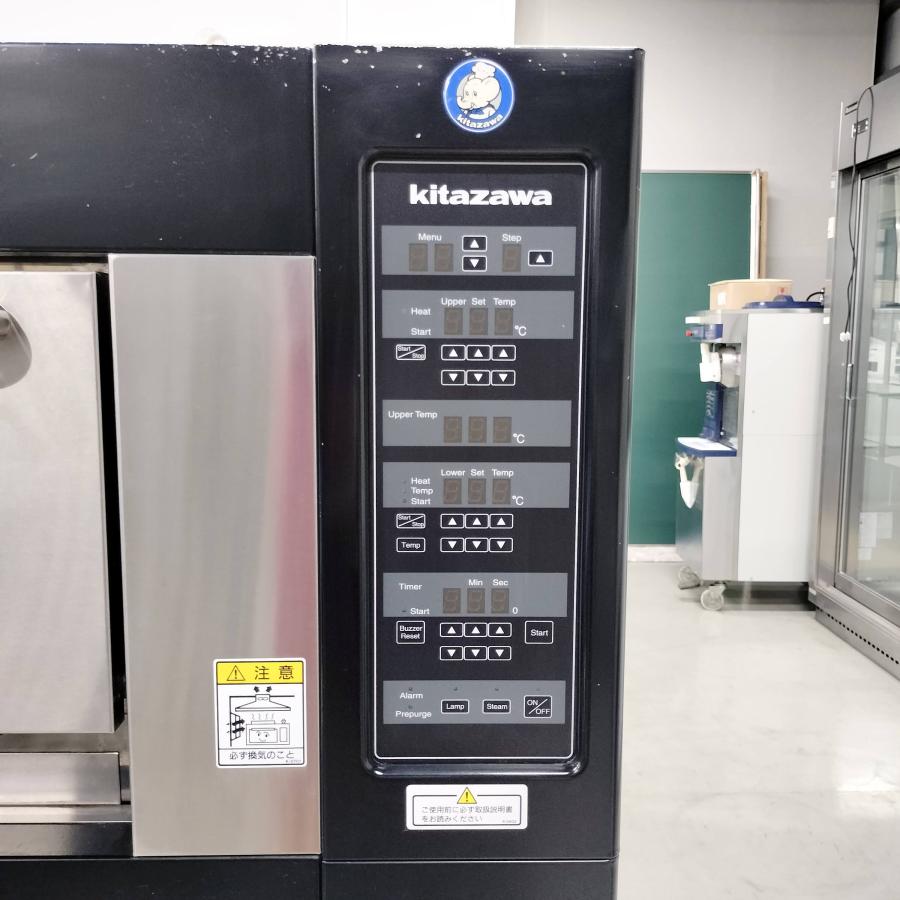 kitazawa
kitazawa
Menu Step
Upper Set Temp
Heat
Start °C
Start/Stop
Upper Temp °C
Lower Set Temp
Heat
Temp
Start °C
Start/Stop
Temp
Timer Min Sec
Start 0
Buzzer
Reset
Start
Alarm
Prepurge
Lamp
Steam
ON/OFF
注意
必ず換気のこと
ご使用前に必ず取扱説明書
をお読みください